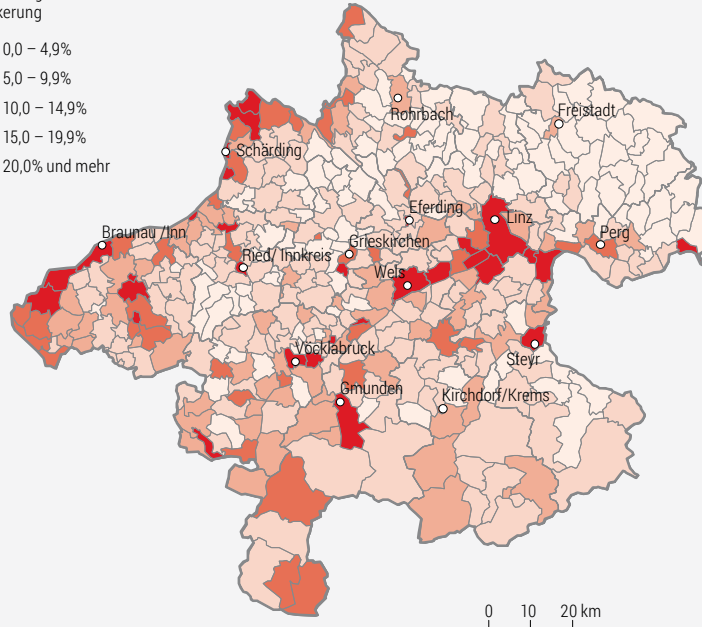 kerung
0,0 – 4,9%
5,0 – 9,9%
10,0 – 14,9%
15,0 – 19,9%
20,0% und mehr
Rohrbach
Freistadt
Schärding
Eferding
Linz
Braunau /Inn
Grieskirchen
Perg
Ried/ Innkreis
Wels
Vöcklabruck
Steyr
Gmunden
Kirchdorf/Krems
0 10 20 km